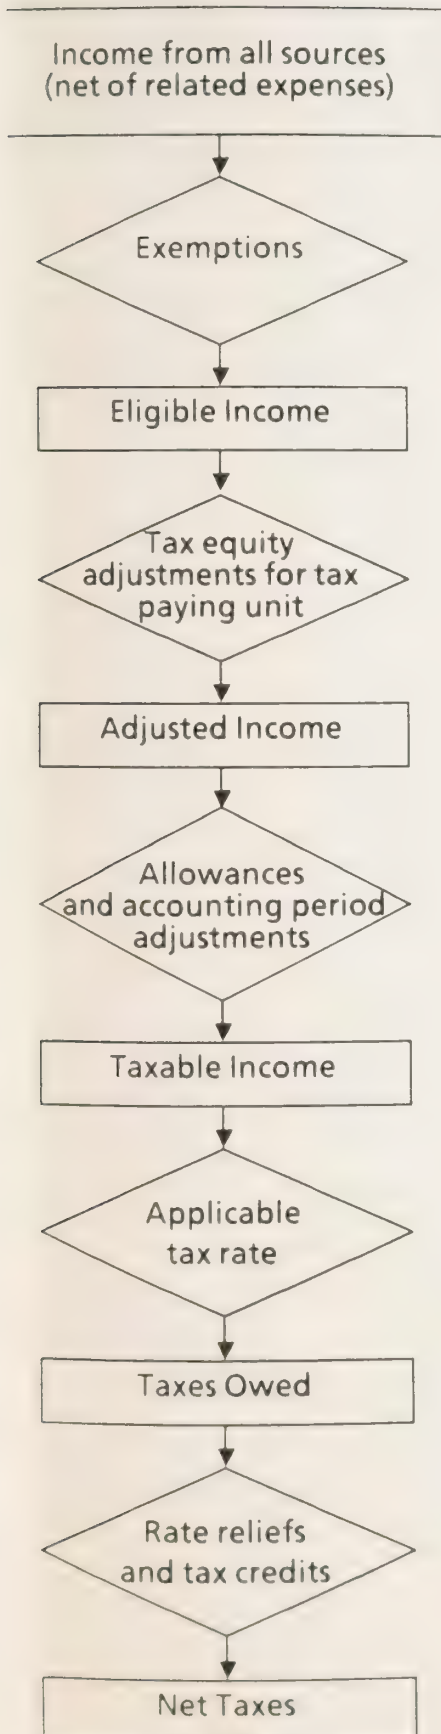 Income from all sources
(net of related expenses)
Exemptions
Eligible Income
Tax equity
adjustments for tax
paying unit
Adjusted Income
Allowances
and accounting period
adjustments
Taxable Income
Applicable
tax rate
Taxes Owed
Rate reliefs
and tax credits
Net Taxes